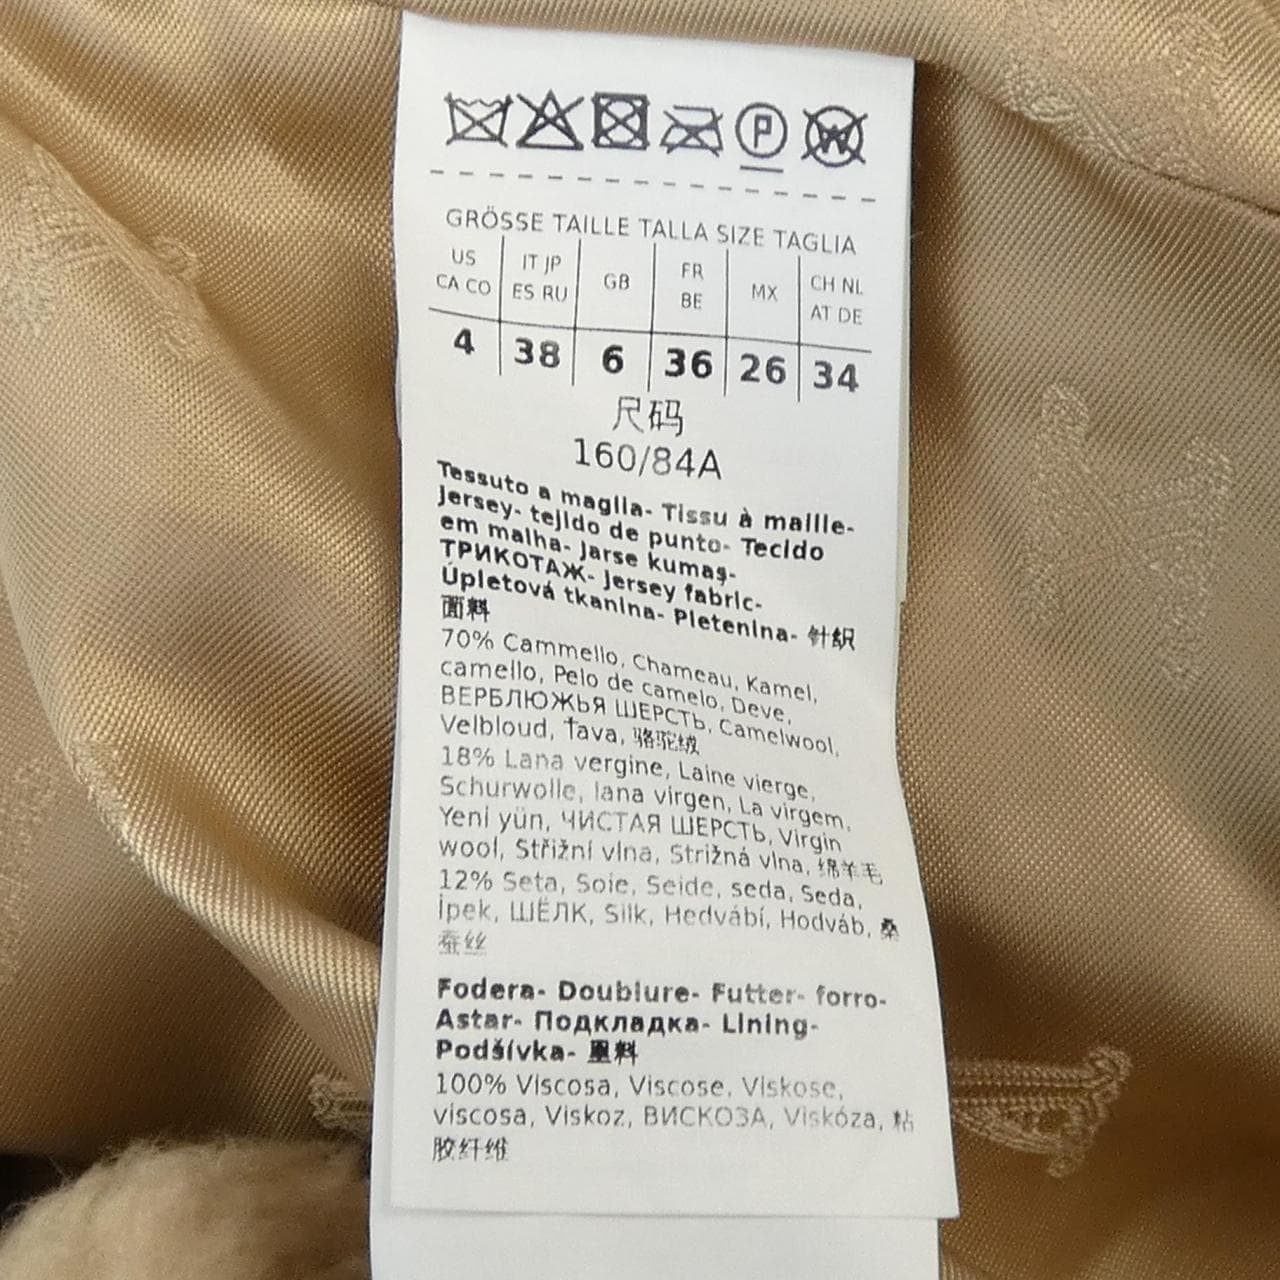 P
W
GRÖSSE TAILLE TALLA SIZE TAGLIA
US CA CO
IT JP ES RU
GB
FR BE
MX
CH NL AT DE
4 38 6 36 26 34
尺码
160/84A
Tessuto a maglia- Tissu à maille-
Jersey- tejido de punto- Tecido
em malha- Jarse kumaş-
ТРИКОТАЖ- Jersey fabric-
Úpletová tkanina- Pletenina- 针织
面料
70% Cammello, Chameau, Kamel,
camello, Pelo de camelo, Deve,
ВЕРБЛЮЖЬЯ ШЕРСТЬ, Camelwool,
Velbloud, Ťava, 骆驼绒
18% Lana vergine, Laine vierge,
Schurwolle, lana virgen, La virgem,
Yeni yün, ЧИСТАЯ ШЕРСТЬ, Virgin
wool, Střižní vlna, Strižná vlna, 绵羊毛
12% Seta, Soie, Seide, seda, Seda,
İpek, ШЁЛК, Silk, Hedvábí, Hodváb, 桑
蚕丝
Fodera- Doublure- Futter- forro-
Astar- Подкладка- Lining-
Podšívka- 里料
100% Viscosa, Viscose, Viskose,
viscosa, Viskoz, ВИСКОЗА, Viskóza, 粘
胶纤维